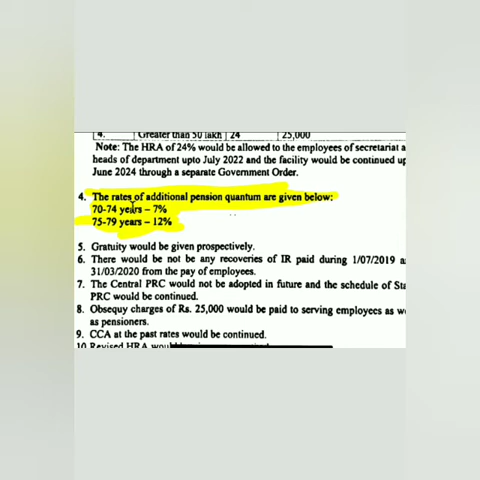 4. Greater than 50 lakh 24 25,000
Note: The HRA of 24% would be allowed to the employees of secretariat a
heads of department upto July 2022 and the facility would be continued up
June 2024 through a separate Government Order.
4. The rates of additional pension quantum are given below:
70-74 years – 7%
75-79 years – 12%
5. Gratuity would be given prospectively.
6. There would be not be any recoveries of IR paid during 1/07/2019 a
31/03/2020 from the pay of employees.
7. The Central PRC would not be adopted in future and the schedule of Sta
PRC would be continued.
8. Obsequy charges of Rs. 25,000 would be paid to serving employees as we
as pensioners.
9. CCA at the past rates would be continued.
10 Revised HRA woul